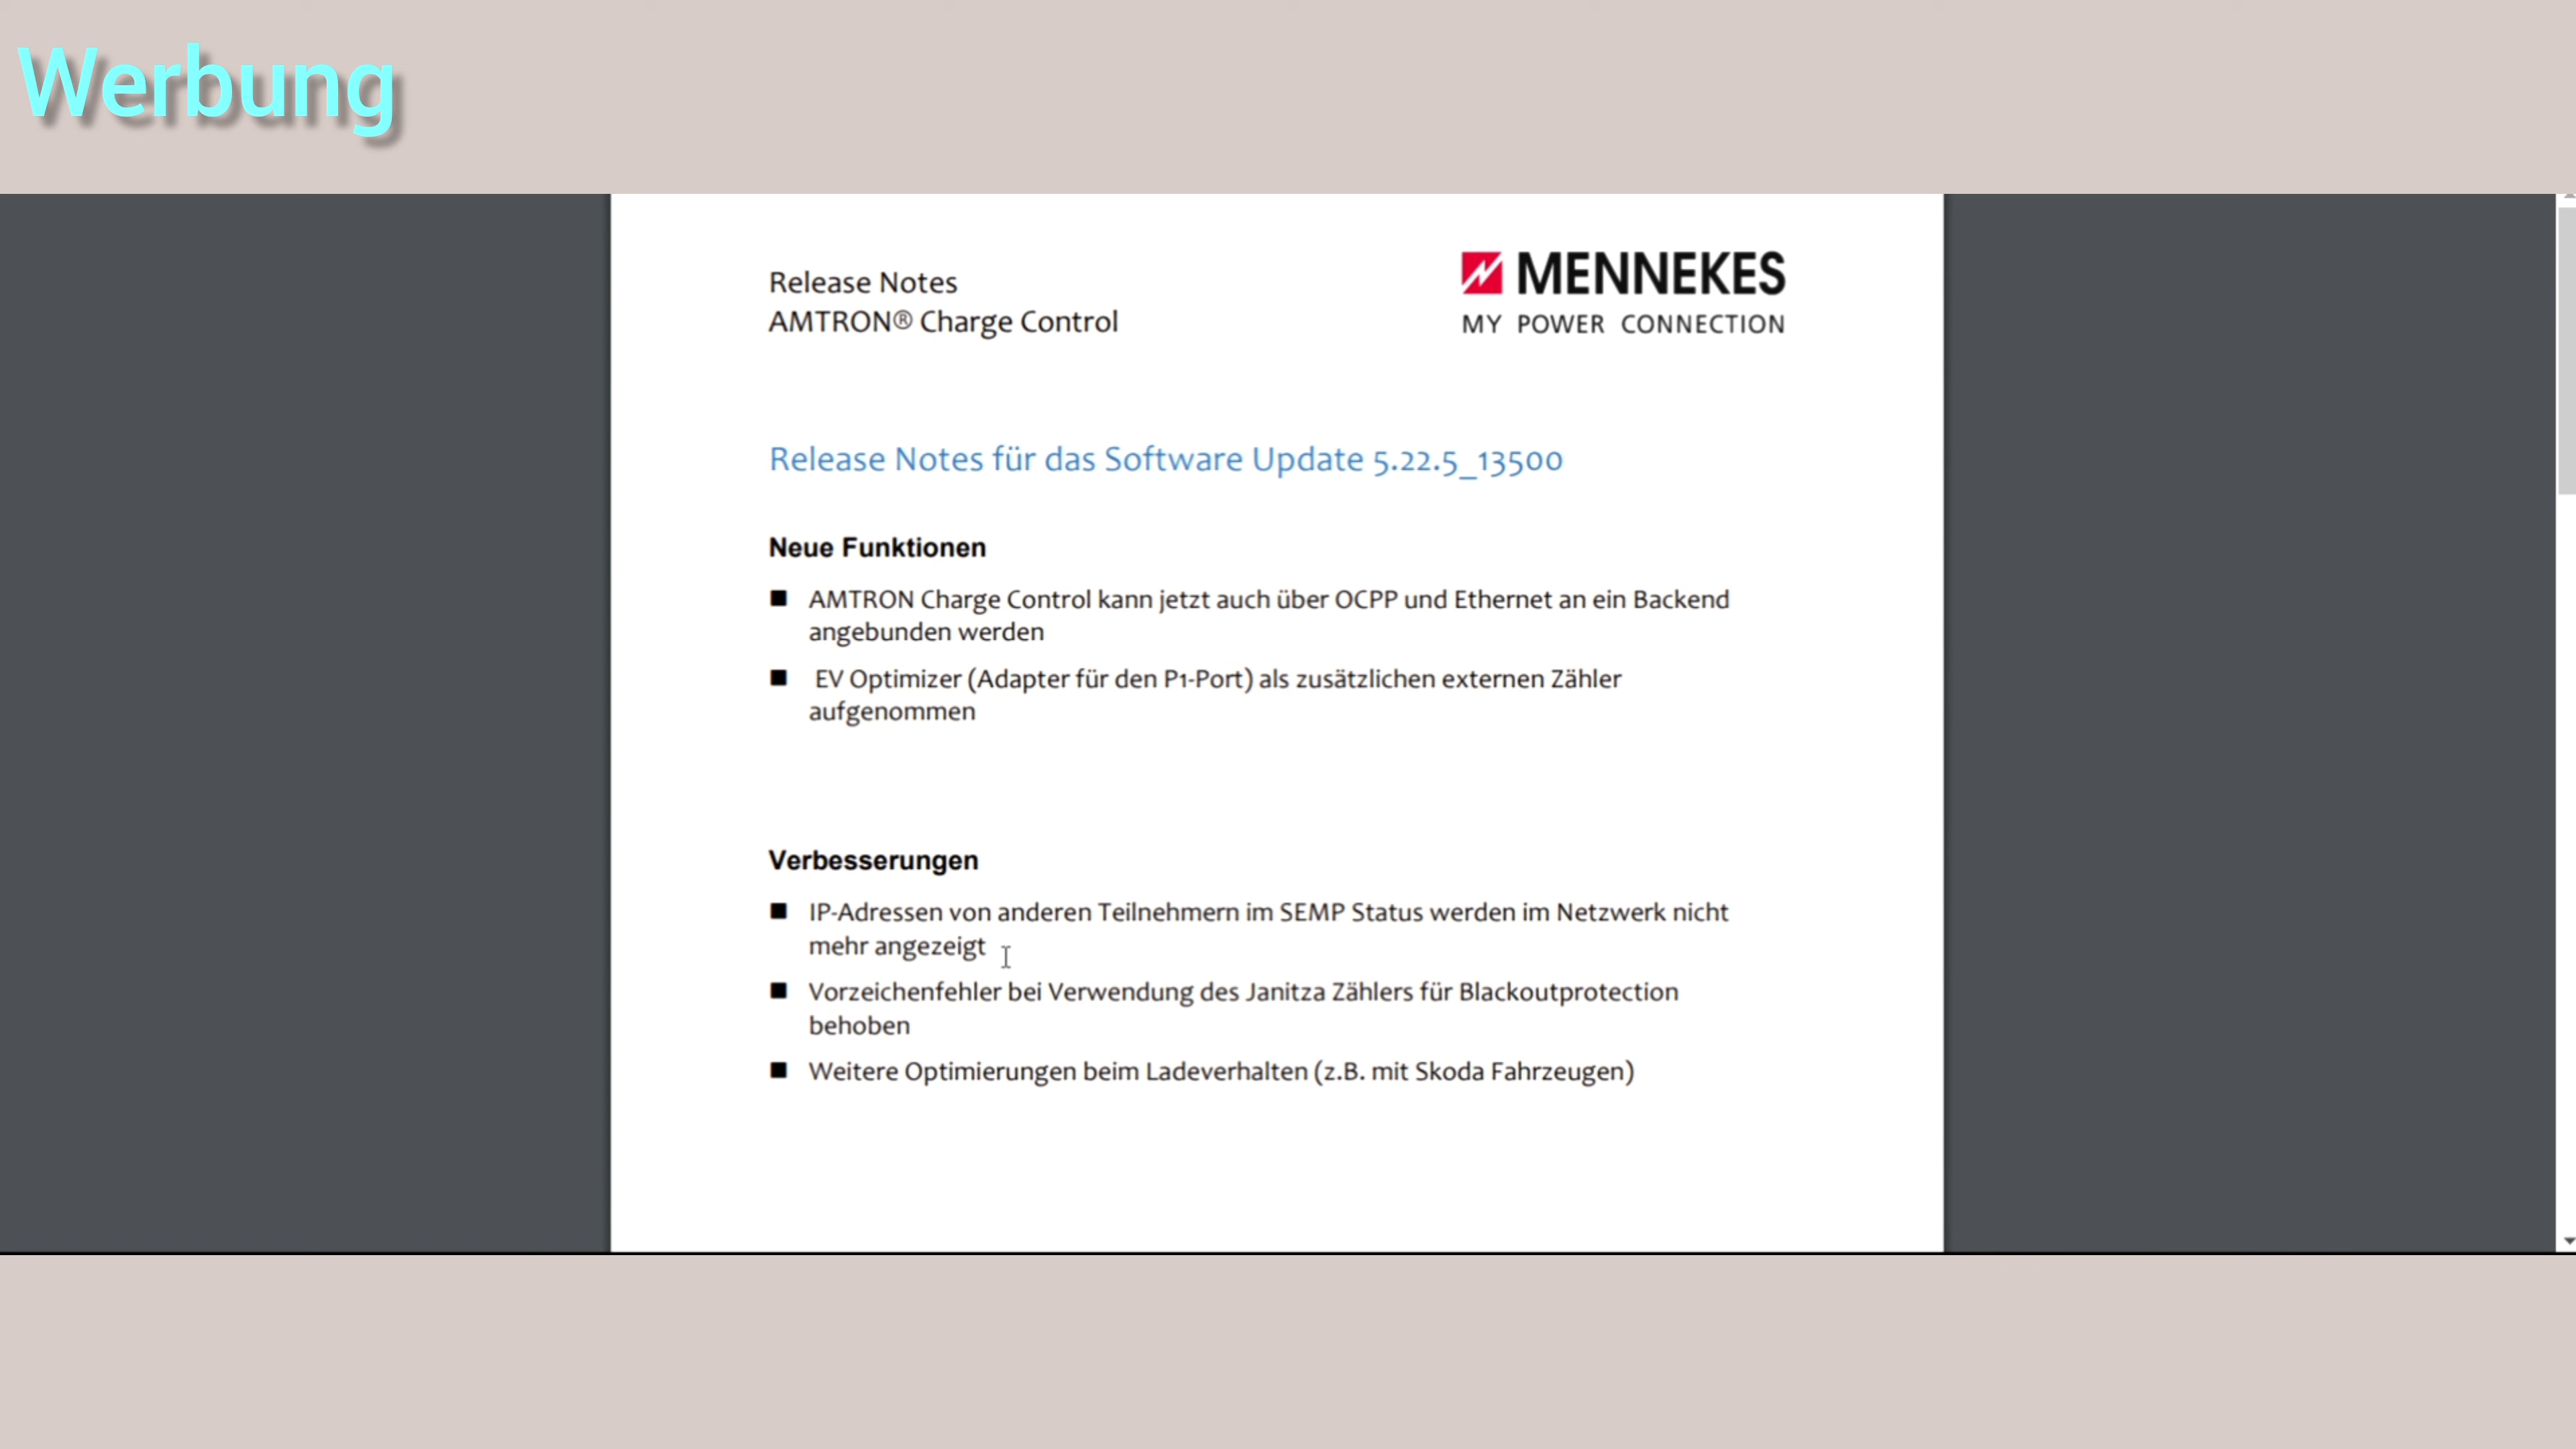 Werbung
Release Notes
AMTRON® Charge Control
MENNEKES
MY POWER CONNECTION
Release Notes für das Software Update 5.22.5_13500
Neue Funktionen
■ AMTRON Charge Control kann jetzt auch über OCPP und Ethernet an ein Backend
angebunden werden
■ EV Optimizer (Adapter für den P1-Port) als zusätzlichen externen Zähler
aufgenommen
Verbesserungen
■ IP-Adressen von anderen Teilnehmern im SEMP Status werden im Netzwerk nicht
mehr angezeigt
■ Vorzeichenfehler bei Verwendung des Janitza Zählers für Blackoutprotection
behoben
■ Weitere Optimierungen beim Ladeverhalten (z.B. mit Skoda Fahrzeugen)